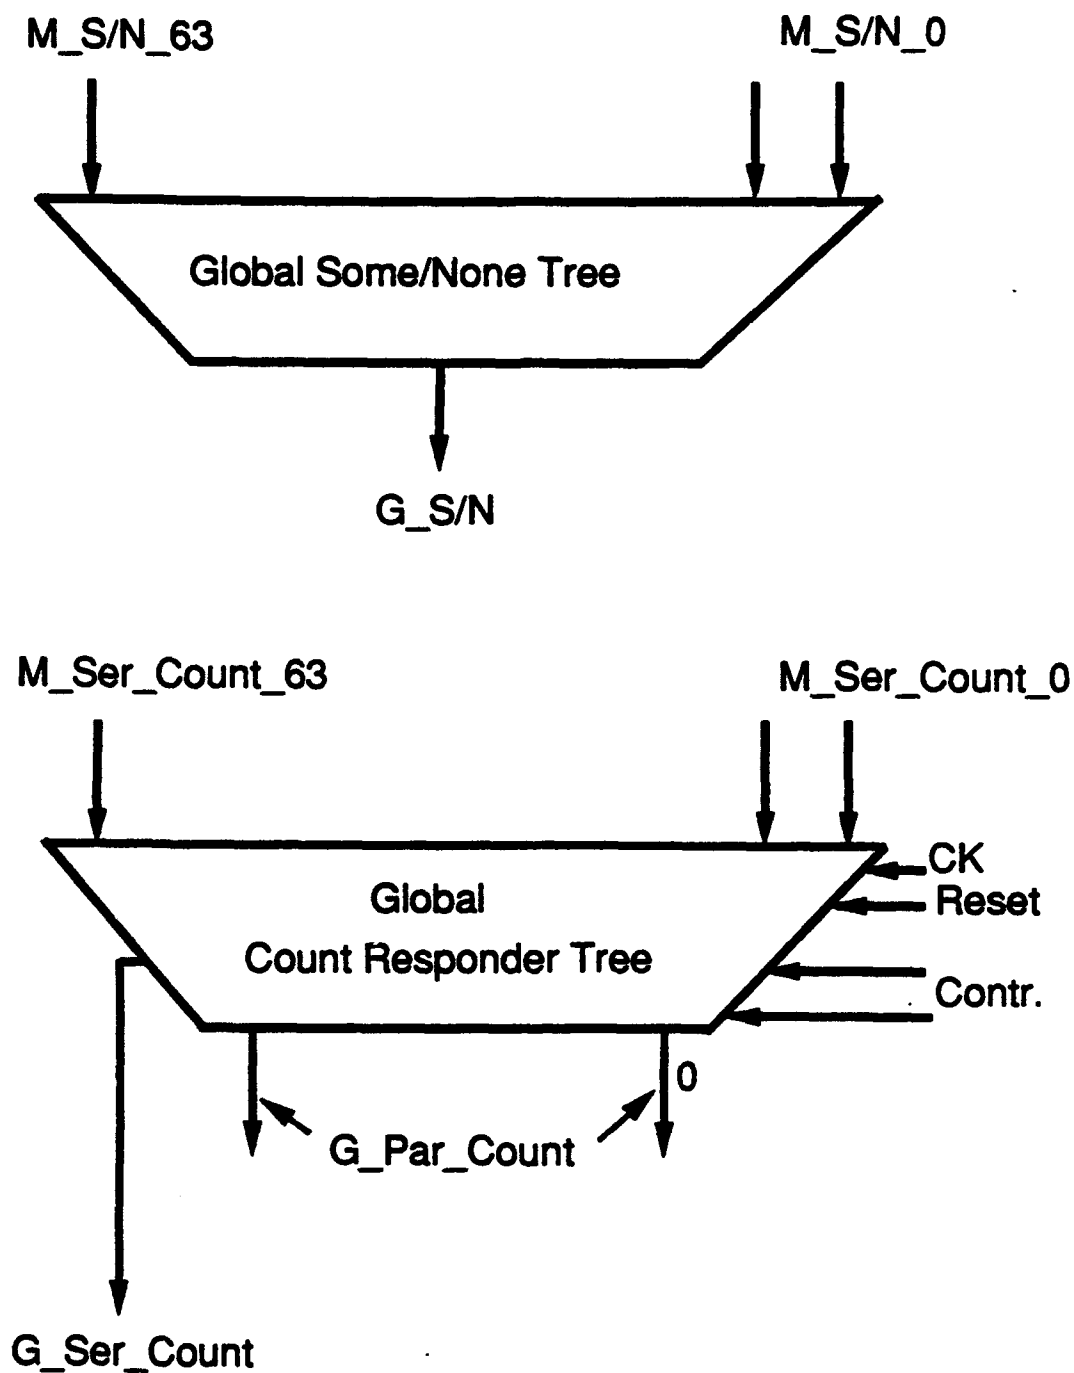 M_S/N_63
M_S/N_0
Global Some/None Tree
G_S/N
M_Ser_Count_63
M_Ser_Count_0
CK
Reset
Global
Count Responder Tree
Contr.
0
G_Par_Count
G_Ser_Count